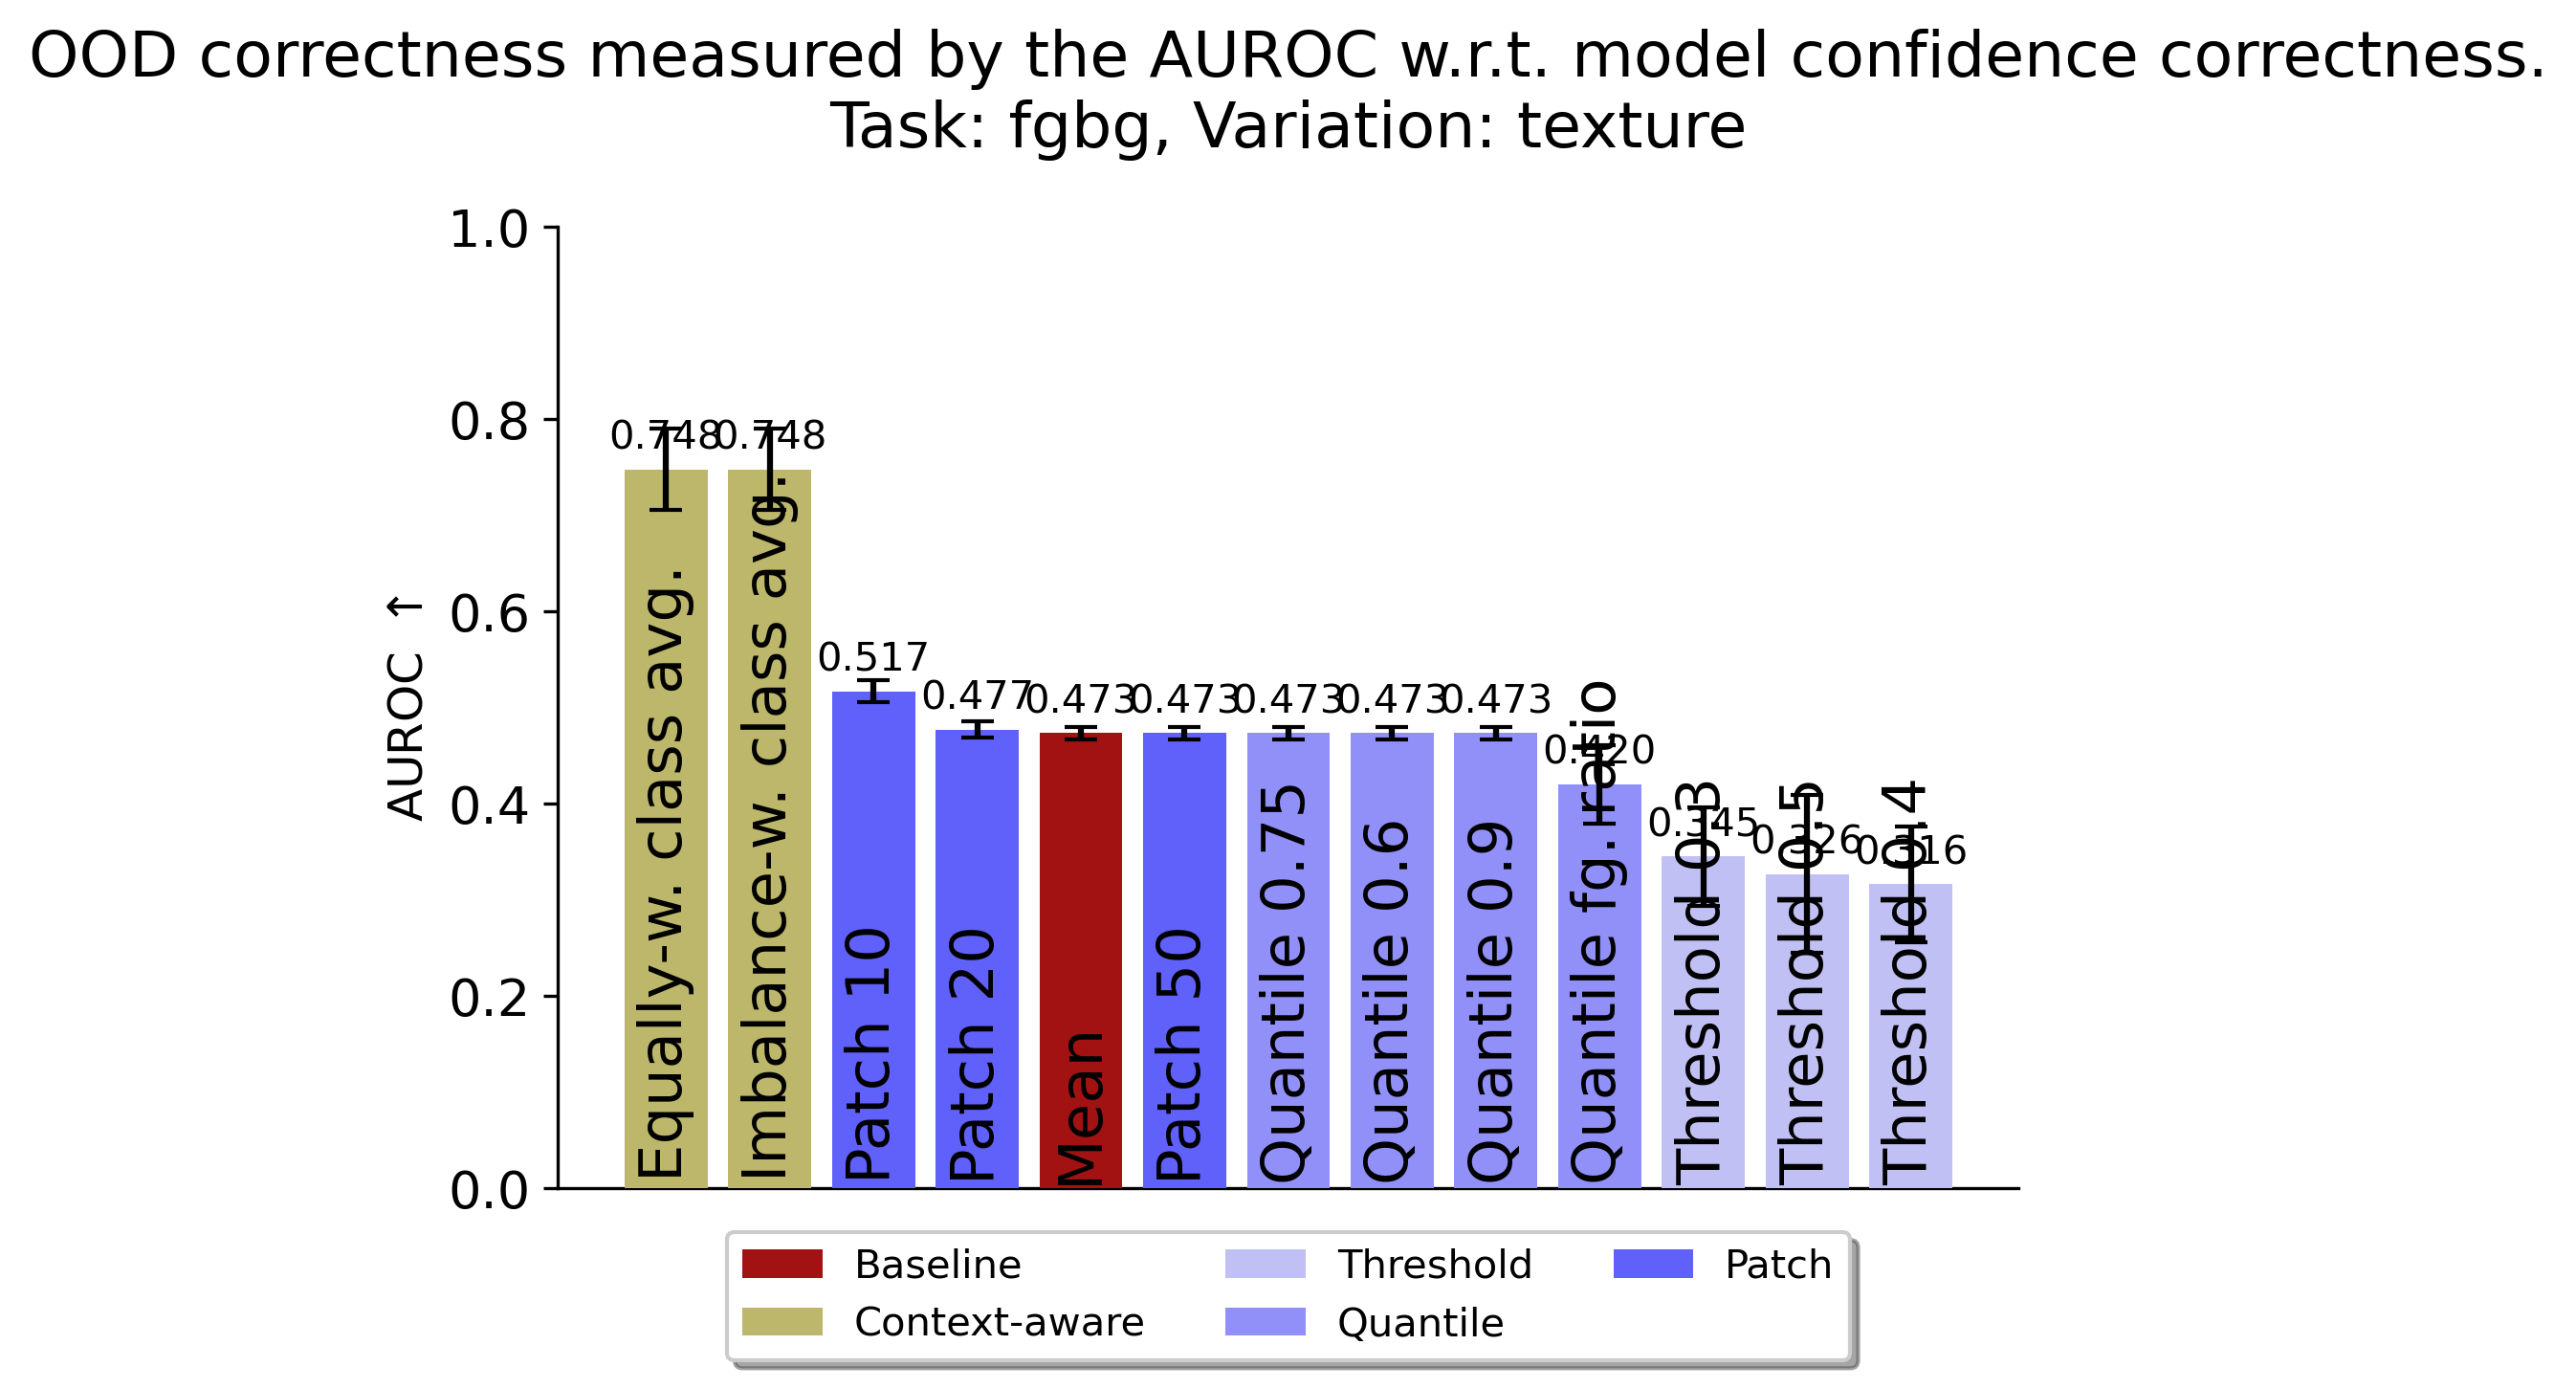 OOD correctness measured by the AUROC w.r.t. model confidence correctness.
Task: fgbg, Variation: texture
AUROC ↑
1.0
0.8
0.6
0.4
0.2
0.0
0.748
0.748
0.517
0.477
0.473
0.473
0.473
0.473
0.473
0.420
0.345
0.326
0.316
Equally-w. class avg.
Imbalance-w. class avg.
Patch 10
Patch 20
Mean
Patch 50
Quantile 0.75
Quantile 0.6
Quantile 0.9
Quantile fg. ratio
Threshold 0.3
Threshold 0.5
Threshold 0.4
Baseline
Context-aware
Threshold
Quantile
Patch